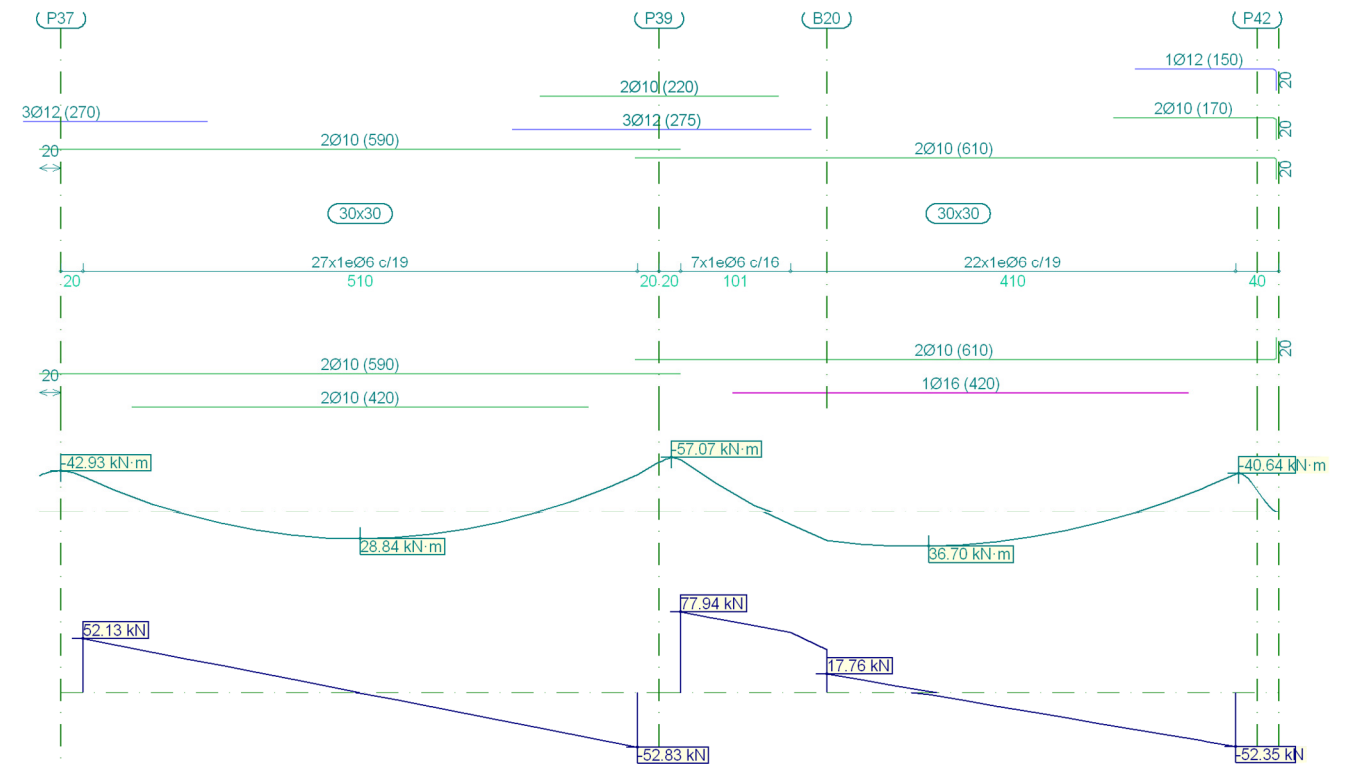 P37 P39 B20 P42
1Ø12 (150)
20
2Ø10 (220)
2Ø10 (170)
3Ø12 (270)
3Ø12 (275)
20
2Ø10 (590)
2Ø10 (610)
20
20
30x30 30x30
27x1eØ6 c/19 7x1eØ6 c/16 22x1eØ6 c/19
20 510 20 20 101 410 40
2Ø10 (610)
20
2Ø10 (590)
20
1Ø16 (420)
2Ø10 (420)
-42.93 kN·m -57.07 kN·m -40.64 kN·m
28.84 kN·m 36.70 kN·m
52.13 kN 77.94 kN
17.76 kN
-52.83 kN -52.35 kN